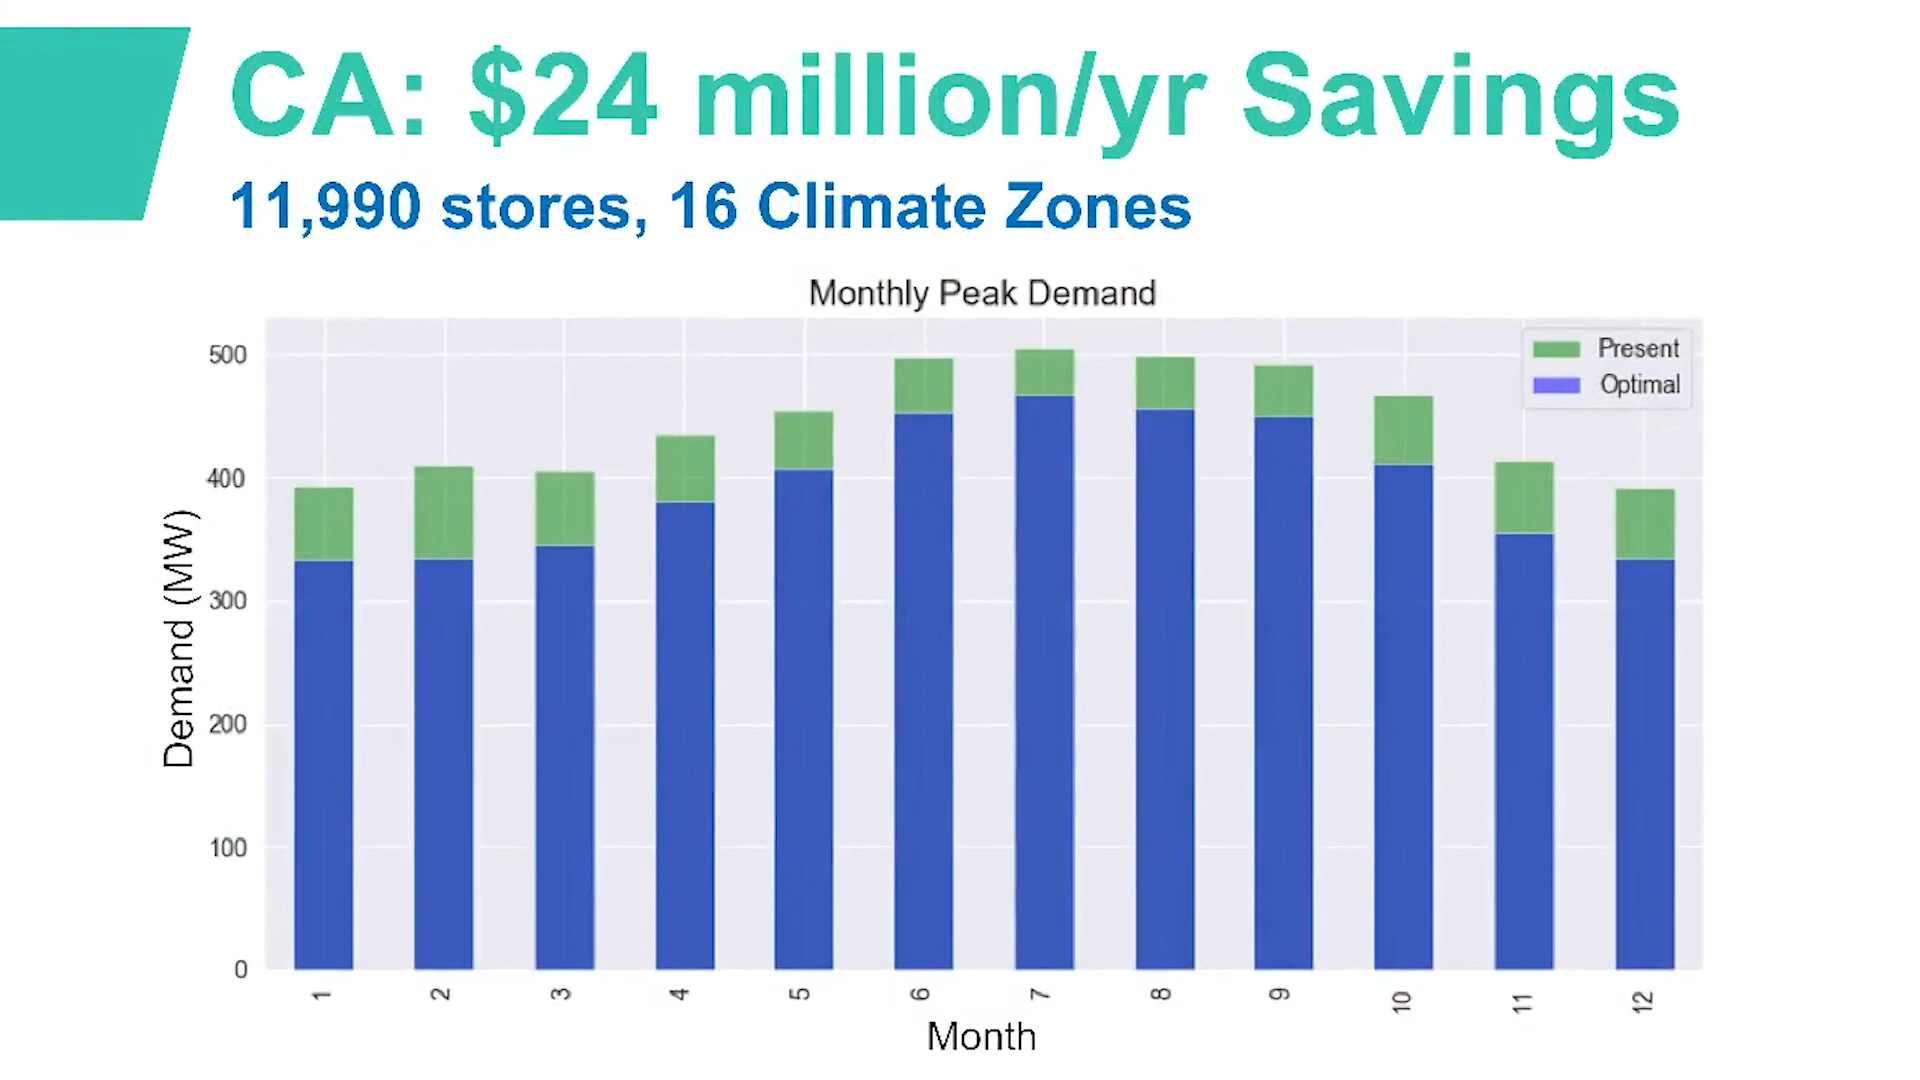 CA: $24 million/yr Savings
11,990 stores, 16 Climate Zones
Monthly Peak Demand
Present
Optimal
500
400
300
200
100
0
Demand (MW)
1 2 3 4 5 6 7 8 9 10 11 12
Month